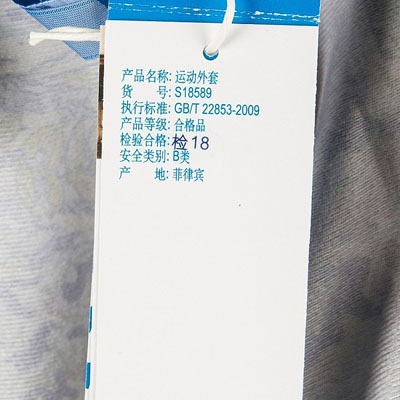 产品名称: 运动外套
货 号: S18589
执行标准: GB/T 22853-2009
产品等级: 合格品
检验合格: 检18
安全类别: B类
产 地: 菲律宾